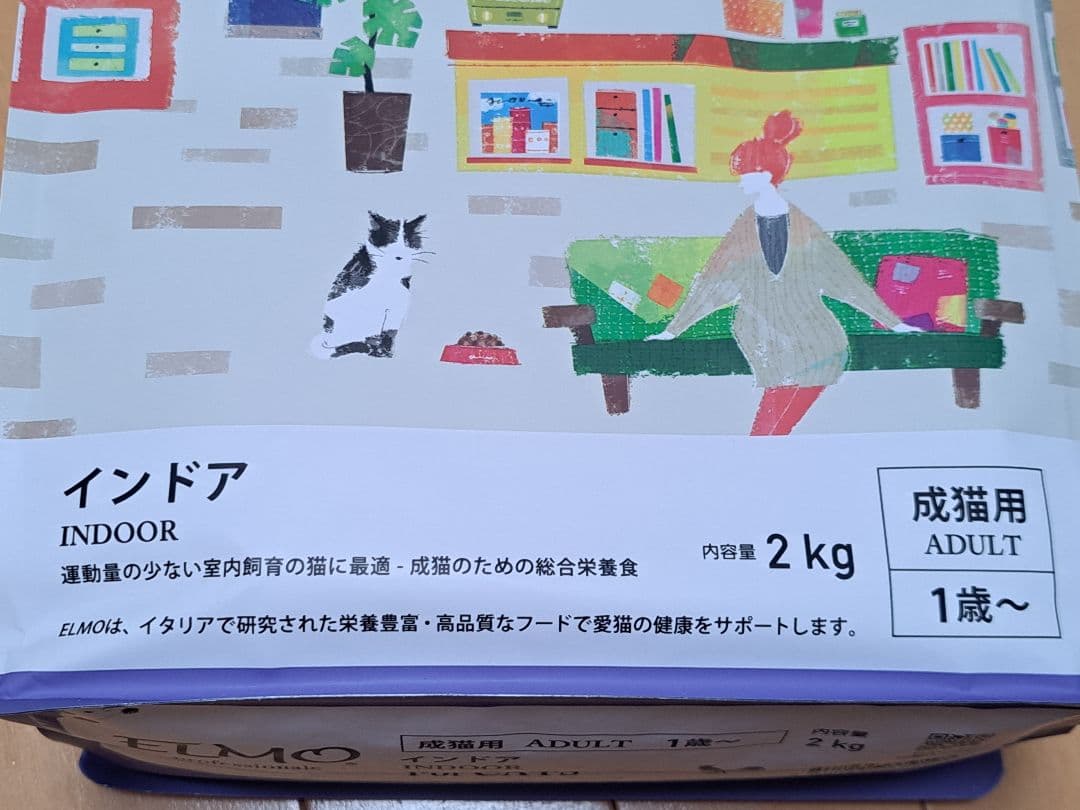 インドア
INDOOR
運動量の少ない室内飼育の猫に最適 - 成猫のための総合栄養食
内容量 2 kg
ELMOは、イタリアで研究された栄養豊富・高品質なフードで愛猫の健康をサポートします。
成猫用
ADULT
1歳～
ELMO®
professionale
成猫用 ADULT 1歳～
インドア
INDOOR
内容量
2 kg